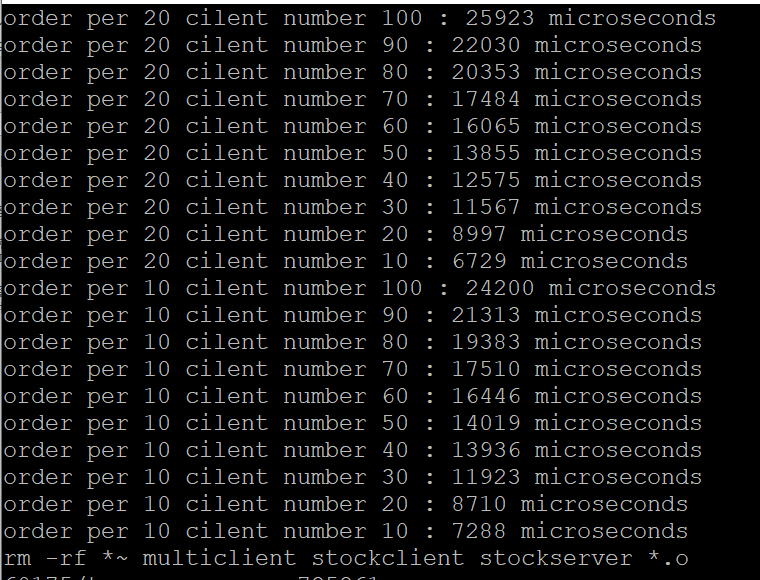 order per 20 cilent number 100 : 25923 microseconds
order per 20 cilent number 90 : 22030 microseconds
order per 20 cilent number 80 : 20353 microseconds
order per 20 cilent number 70 : 17484 microseconds
order per 20 cilent number 60 : 16065 microseconds
order per 20 cilent number 50 : 13855 microseconds
order per 20 cilent number 40 : 12575 microseconds
order per 20 cilent number 30 : 11567 microseconds
order per 20 cilent number 20 : 8997 microseconds
order per 20 cilent number 10 : 6729 microseconds
order per 10 cilent number 100 : 24200 microseconds
order per 10 cilent number 90 : 21313 microseconds
order per 10 cilent number 80 : 19383 microseconds
order per 10 cilent number 70 : 17510 microseconds
order per 10 cilent number 60 : 16446 microseconds
order per 10 cilent number 50 : 14019 microseconds
order per 10 cilent number 40 : 13936 microseconds
order per 10 cilent number 30 : 11923 microseconds
order per 10 cilent number 20 : 8710 microseconds
order per 10 cilent number 10 : 7288 microseconds
rm -rf *~ multiclient stockclient stockserver *.o